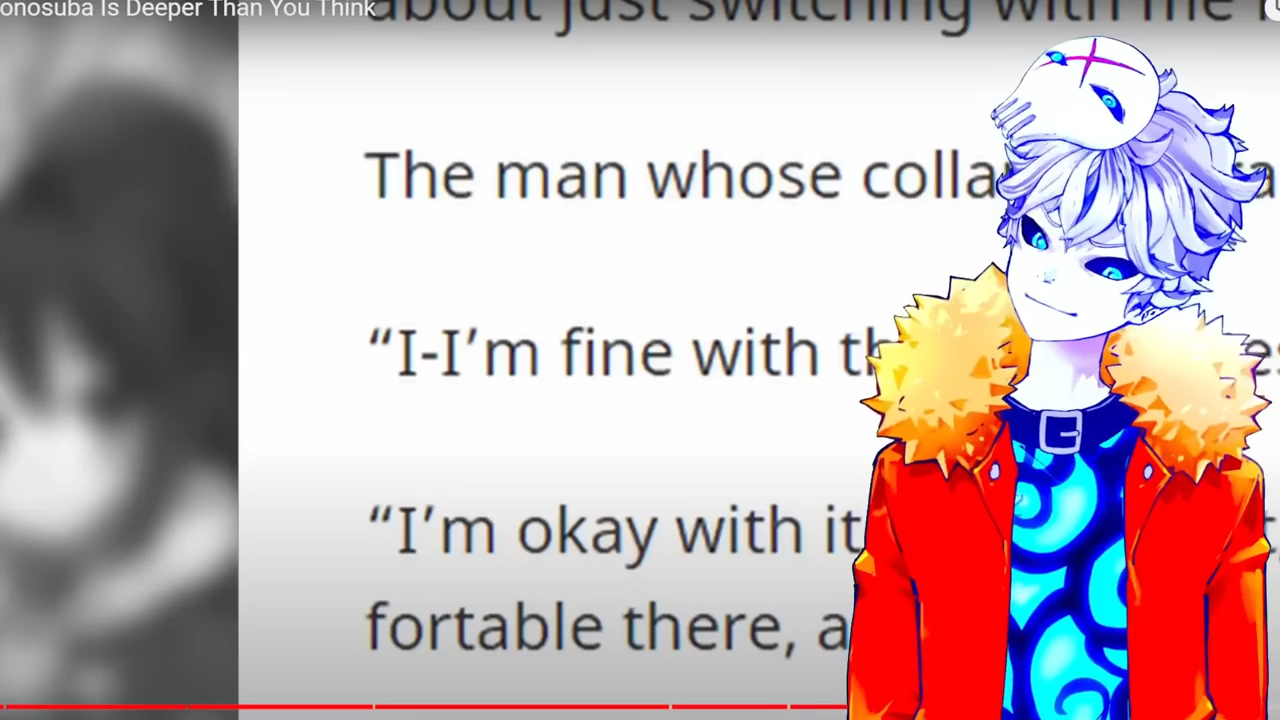 onosuba Is Deeper Than You Think
about just switching with me
The man whose colla
“I-I’m fine with th
“I’m okay with it
fortable there, a